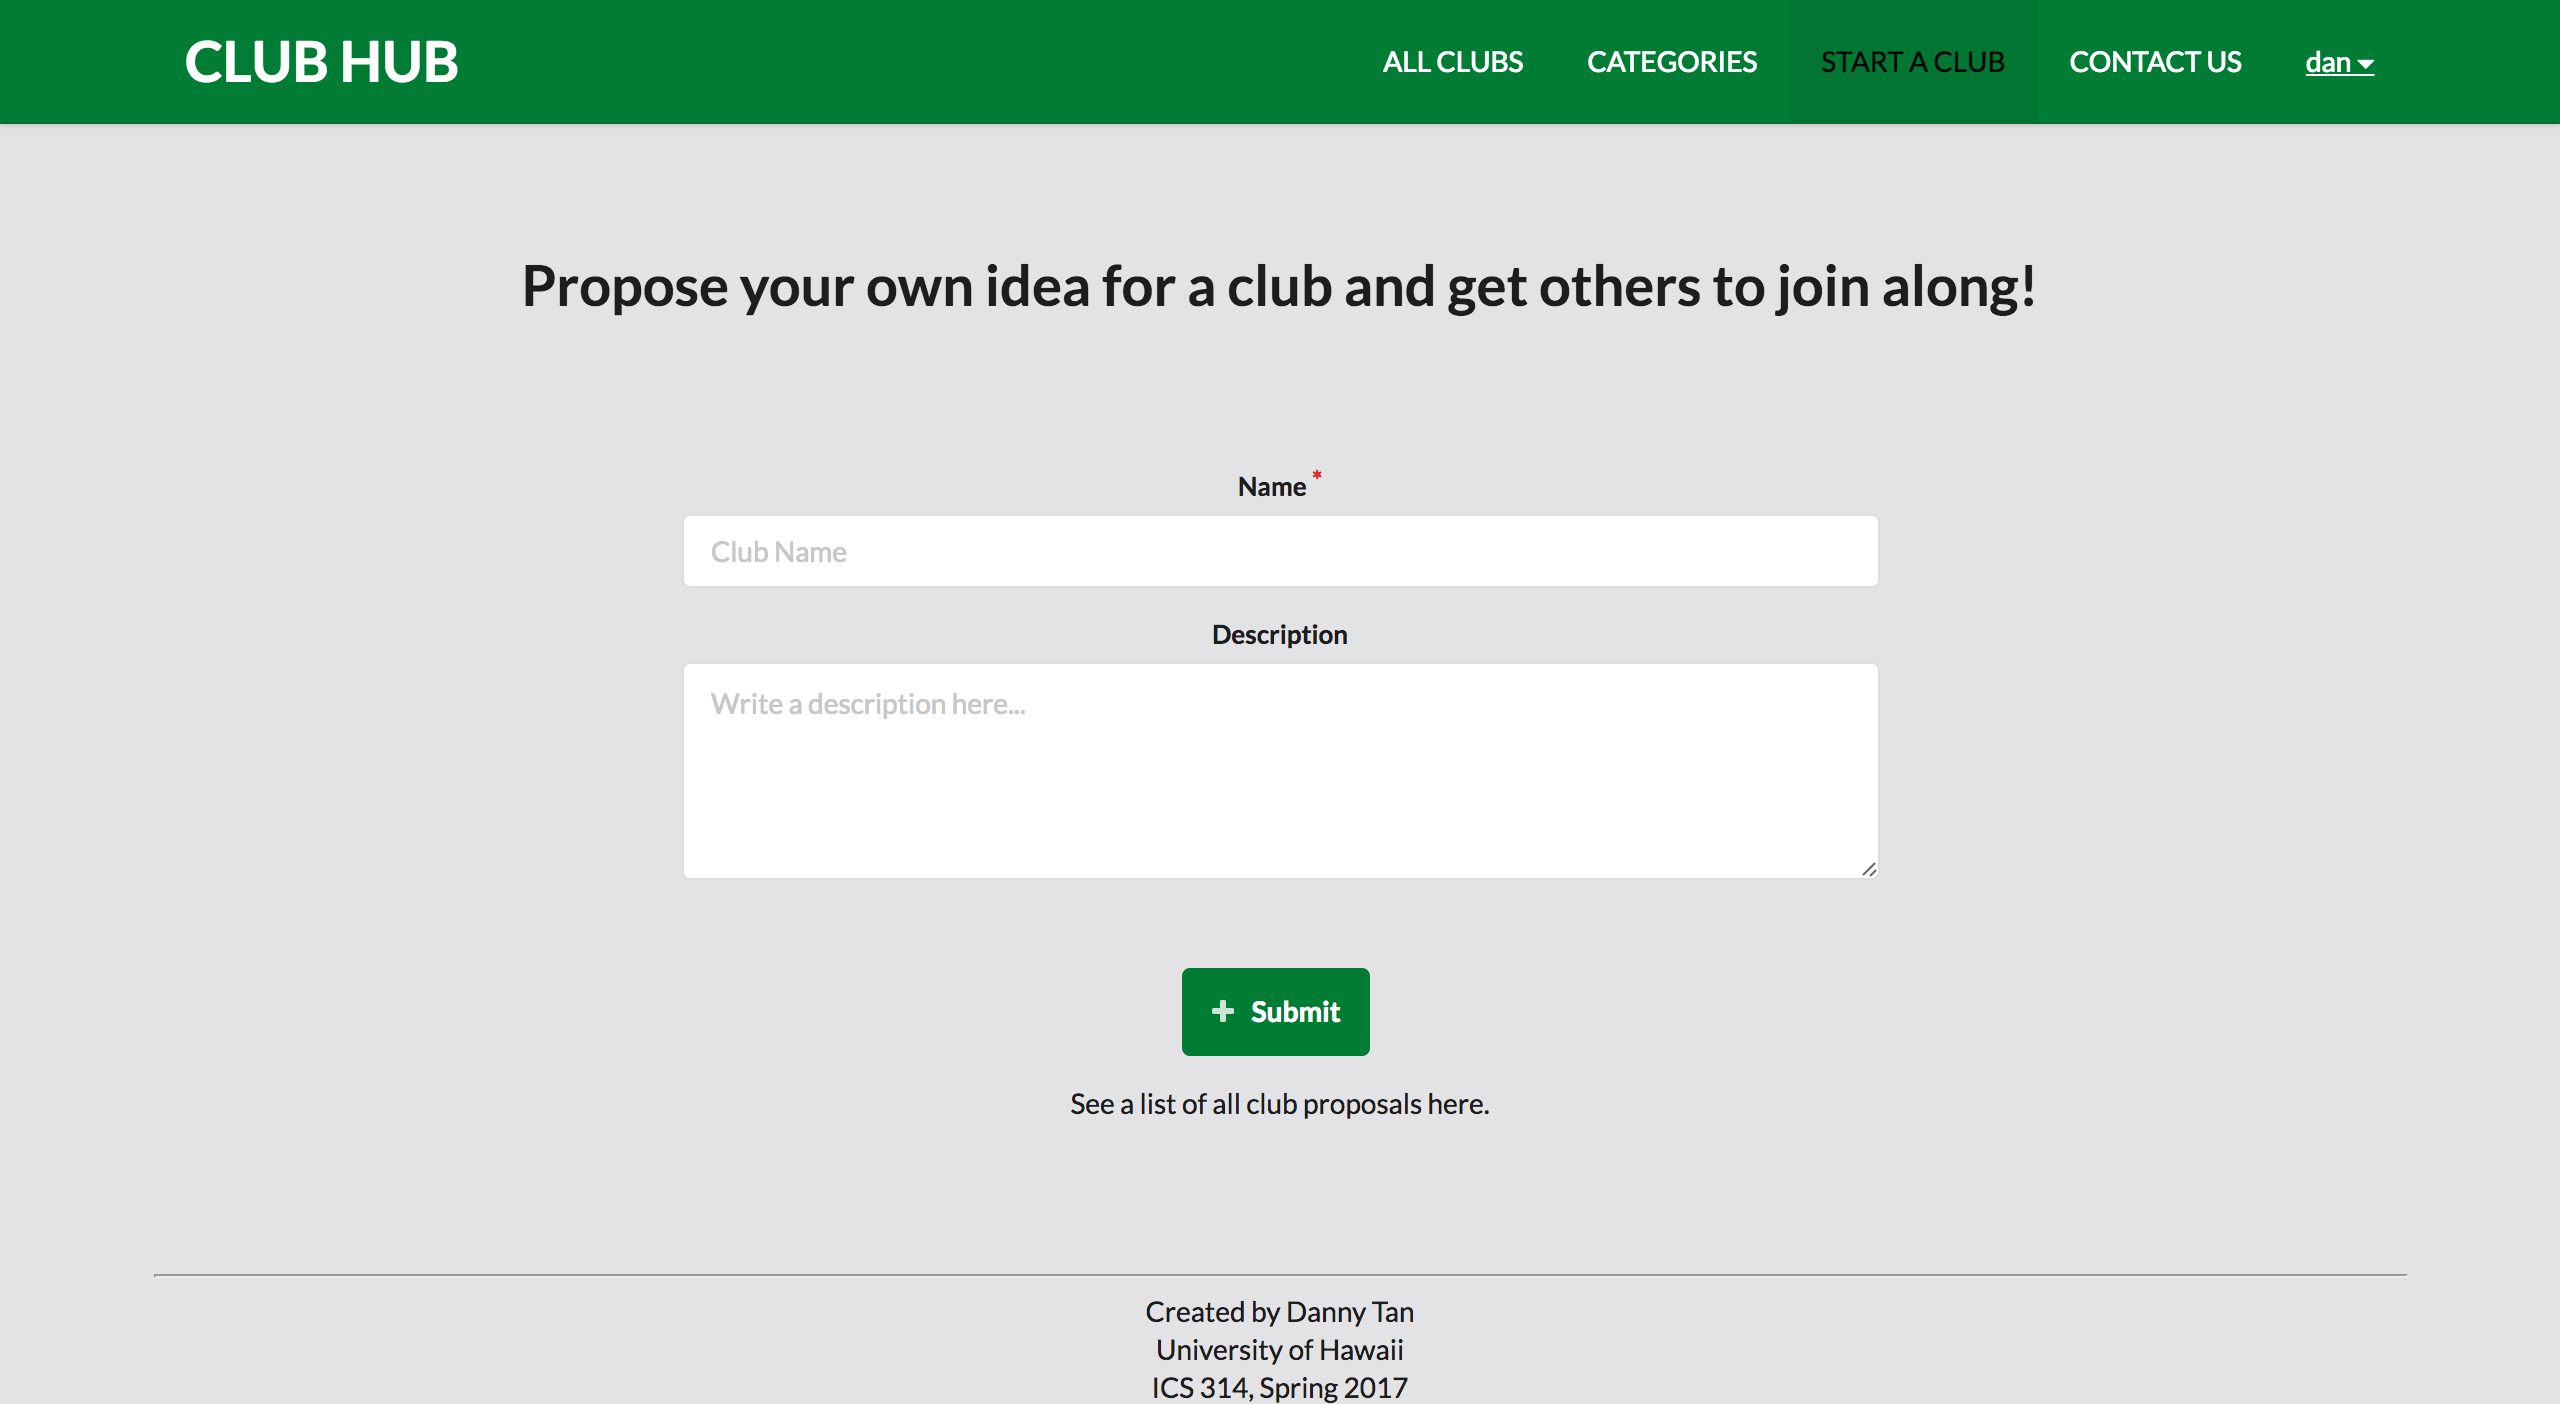 CLUB HUB
ALL CLUBS
CATEGORIES
START A CLUB
CONTACT US
dan
Propose your own idea for a club and get others to join along!
Name *
Club Name
Description
Write a description here...
Submit
See a list of all club proposals here.
Created by Danny Tan
University of Hawaii
ICS 314, Spring 2017